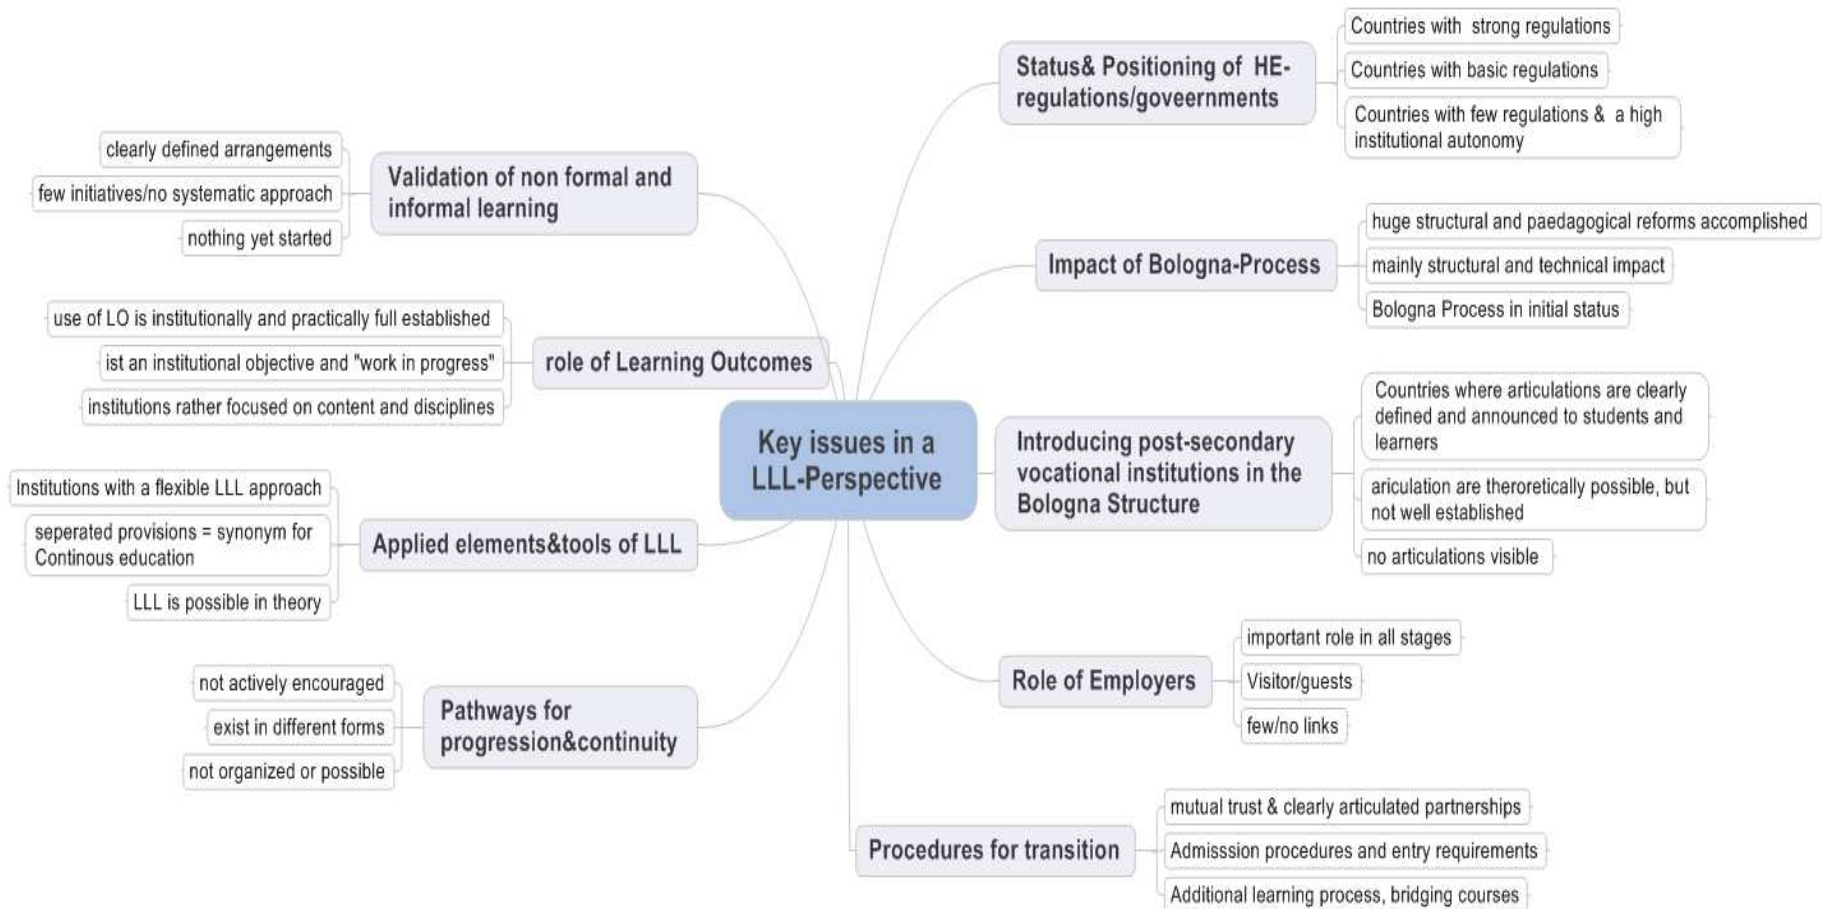 Key issues in a
LLL-Perspective
Status& Positioning of HE-
regulations/goveernments
Countries with strong regulations
Countries with basic regulations
Countries with few regulations & a high
institutional autonomy
Impact of Bologna-Process
huge structural and paedagogical reforms accomplished
mainly structural and technical impact
Bologna Process in initial status
Introducing post-secondary
vocational institutions in the
Bologna Structure
Countries where articulations are clearly
defined and announced to students and
learners
ariculation are theroretically possible, but
not well established
no articulations visible
Role of Employers
important role in all stages
Visitor/guests
few/no links
Procedures for transition
mutual trust & clearly articulated partnerships
Admisssion procedures and entry requirements
Additional learning process, bridging courses
Validation of non formal and
informal learning
clearly defined arrangements
few initiatives/no systematic approach
nothing yet started
role of Learning Outcomes
use of LO is institutionally and practically full established
ist an institutional objective and "work in progress"
institutions rather focused on content and disciplines
Applied elements&tools of LLL
Institutions with a flexible LLL approach
seperated provisions = synonym for
Continous education
LLL is possible in theory
Pathways for
progression&continuity
not actively encouraged
exist in different forms
not organized or possible